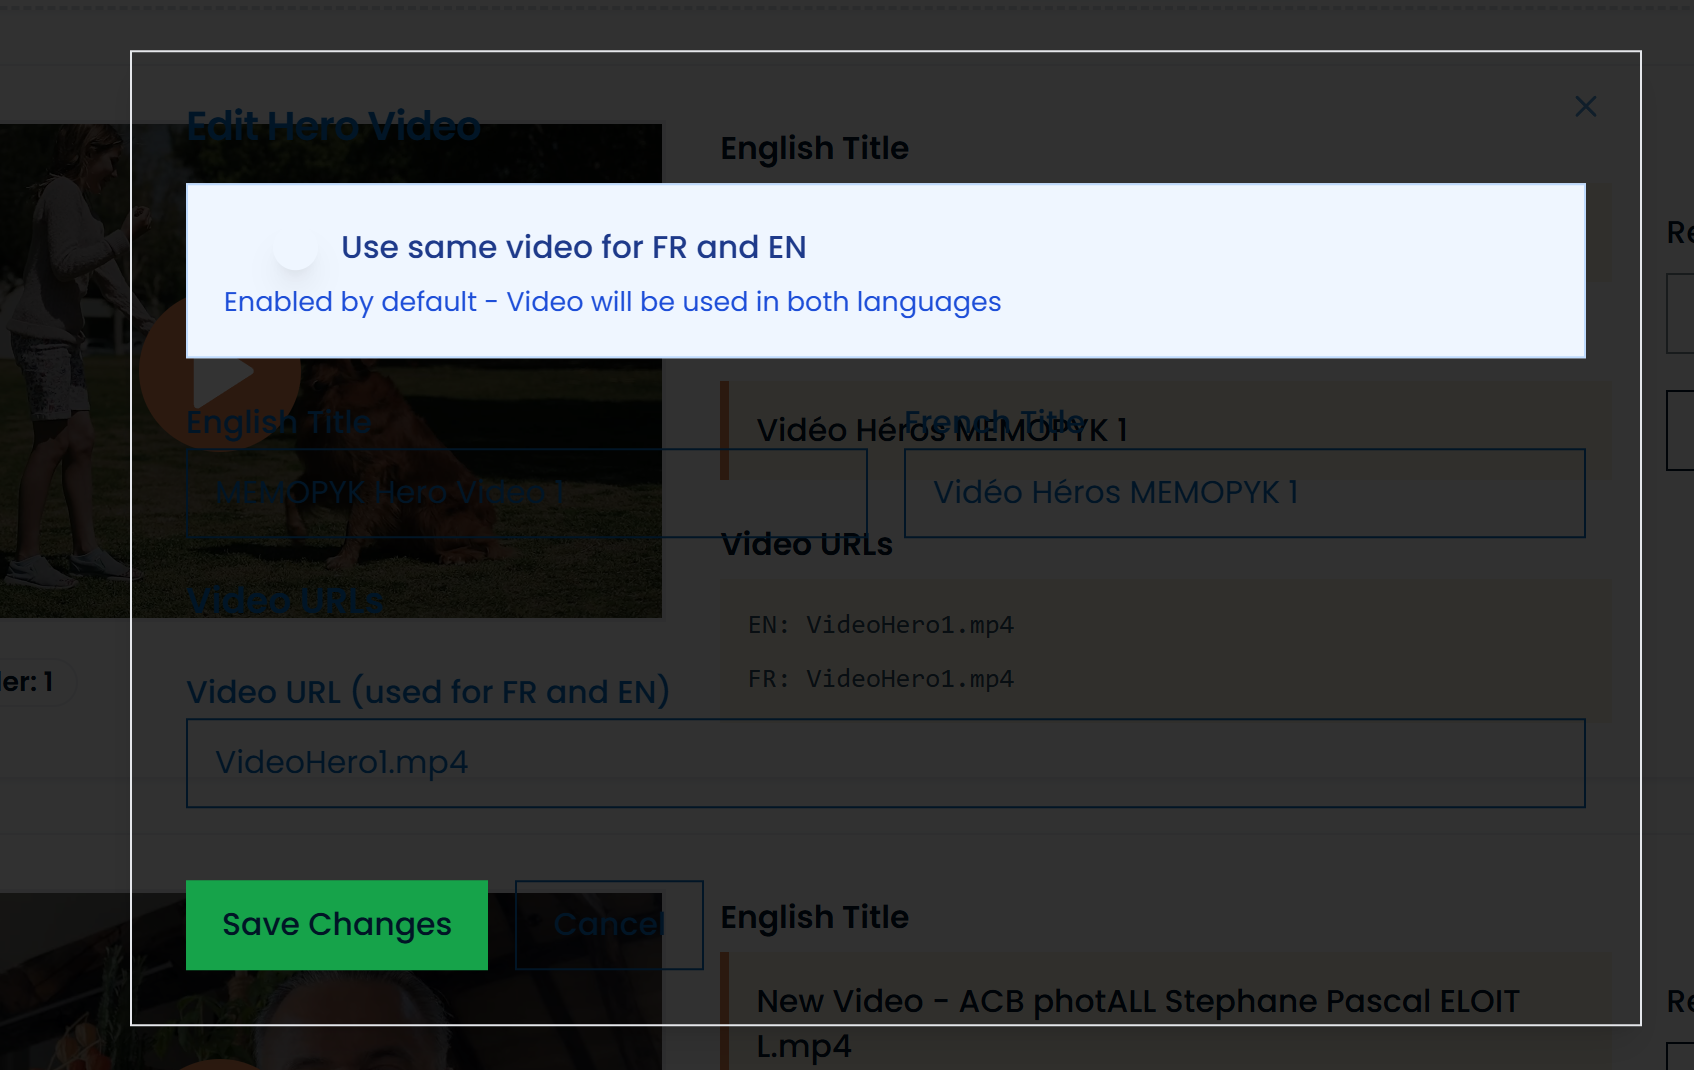 Edit Hero Video
English Title
Use same video for FR and EN
Enabled by default - Video will be used in both languages
English Title
French Title
Vidéo Héros MEMOPYK 1
MEMOPYK Hero Video 1
Vidéo Héros MEMOPYK 1
Video URLs
Video URLs
EN: VideoHero1.mp4
FR: VideoHero1.mp4
er: 1
Video URL (used for FR and EN)
VideoHero1.mp4
Save Changes
Cancel
English Title
New Video - ACB photALL Stephane Pascal ELOIT
L.mp4